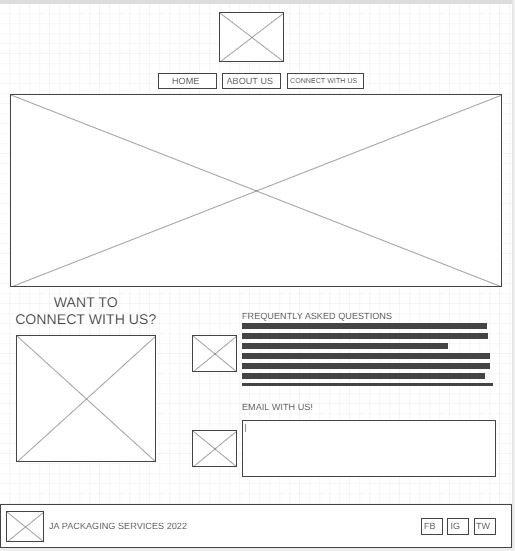 HOME
ABOUT US
CONNECT WITH US
WANT TO
CONNECT WITH US?
FREQUENTLY ASKED QUESTIONS
EMAIL WITH US!
JA PACKAGING SERVICES 2022
FB
IG
TW